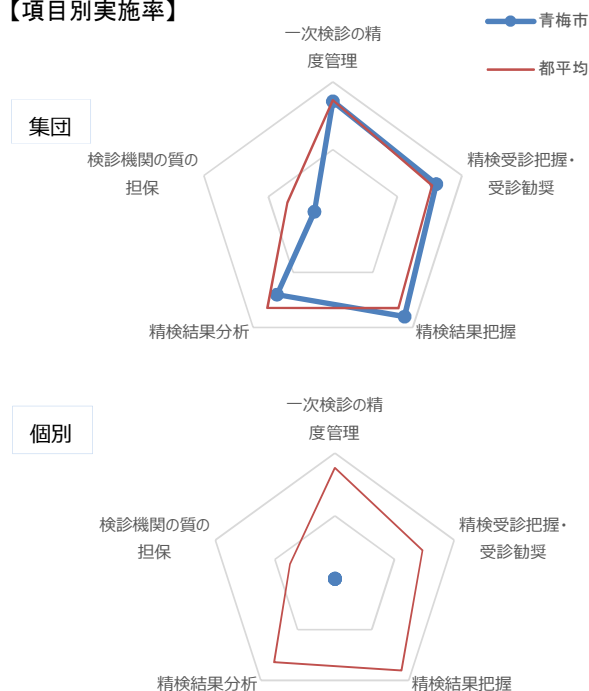 【項目別実施率】
青梅市
都平均
集団
一次検診の精
度管理
検診機関の質の
担保
精検受診把握・
受診勧奨
精検結果分析
精検結果把握
個別
一次検診の精
度管理
検診機関の質の
担保
精検受診把握・
受診勧奨
精検結果分析
精検結果把握